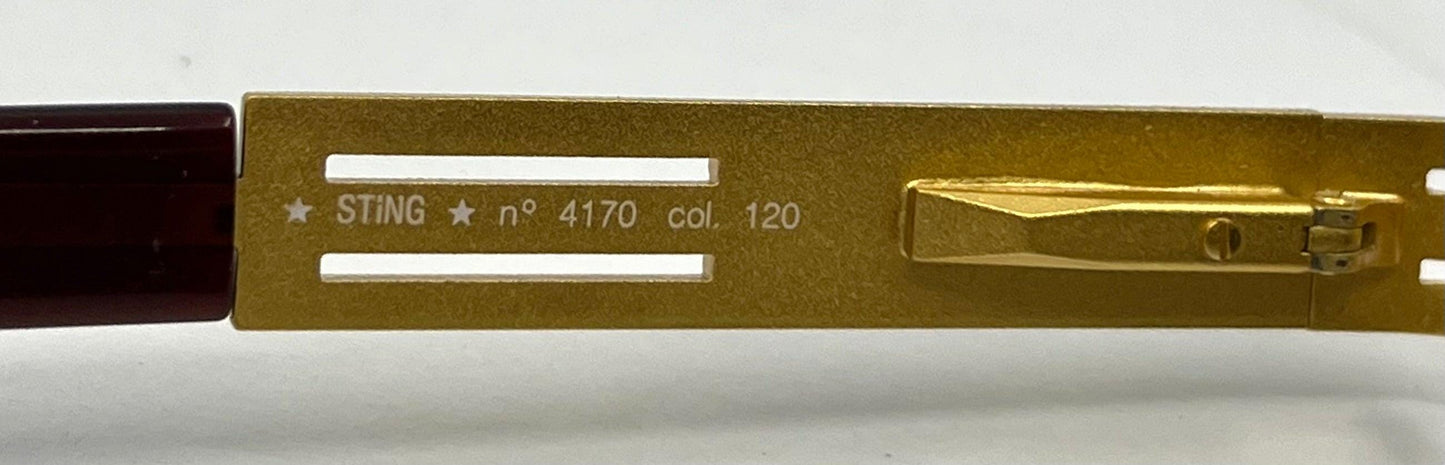 ★ STiNG ★ nº 4170 col. 120